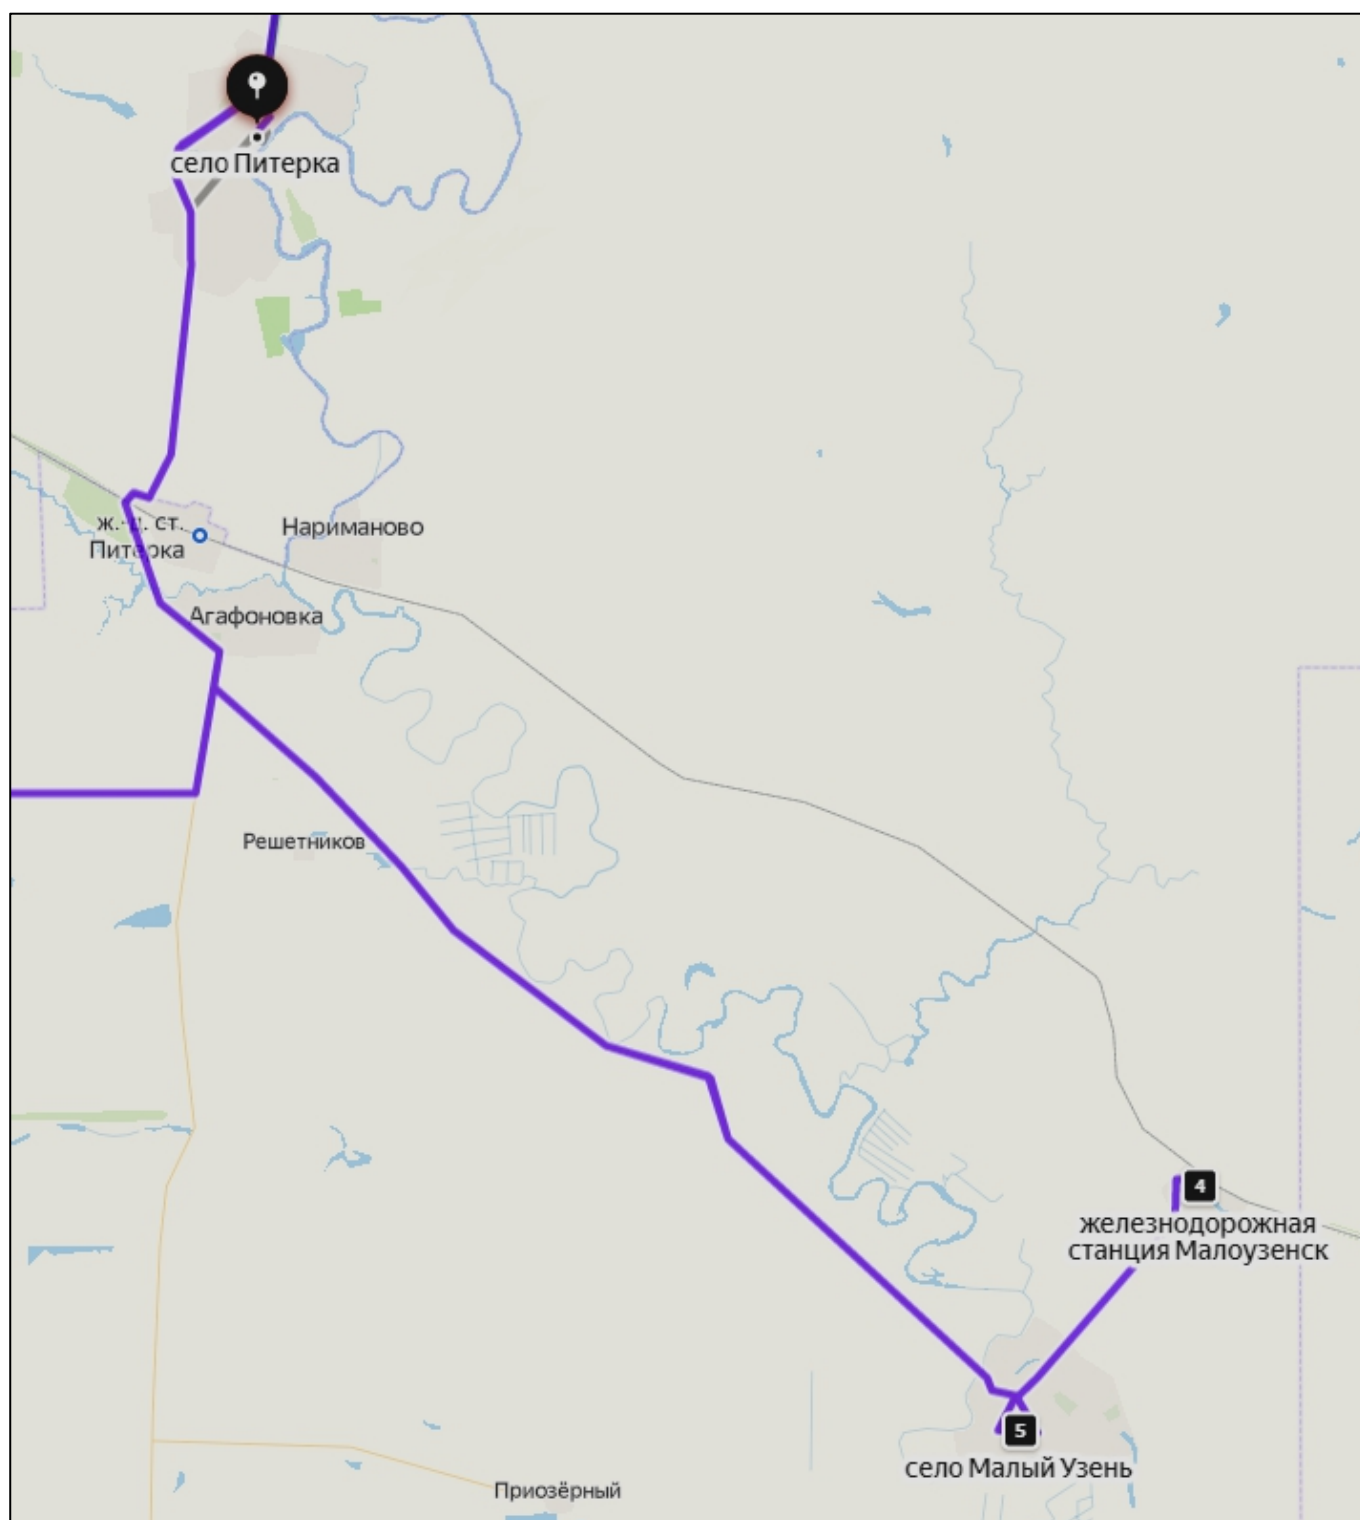 село Питерка
ж.-д. ст.
Питерка
Нариманово
Агафоновка
Решетников
4
железнодорожная
станция Малоузенск
5
село Малый Узень
Приозёрный